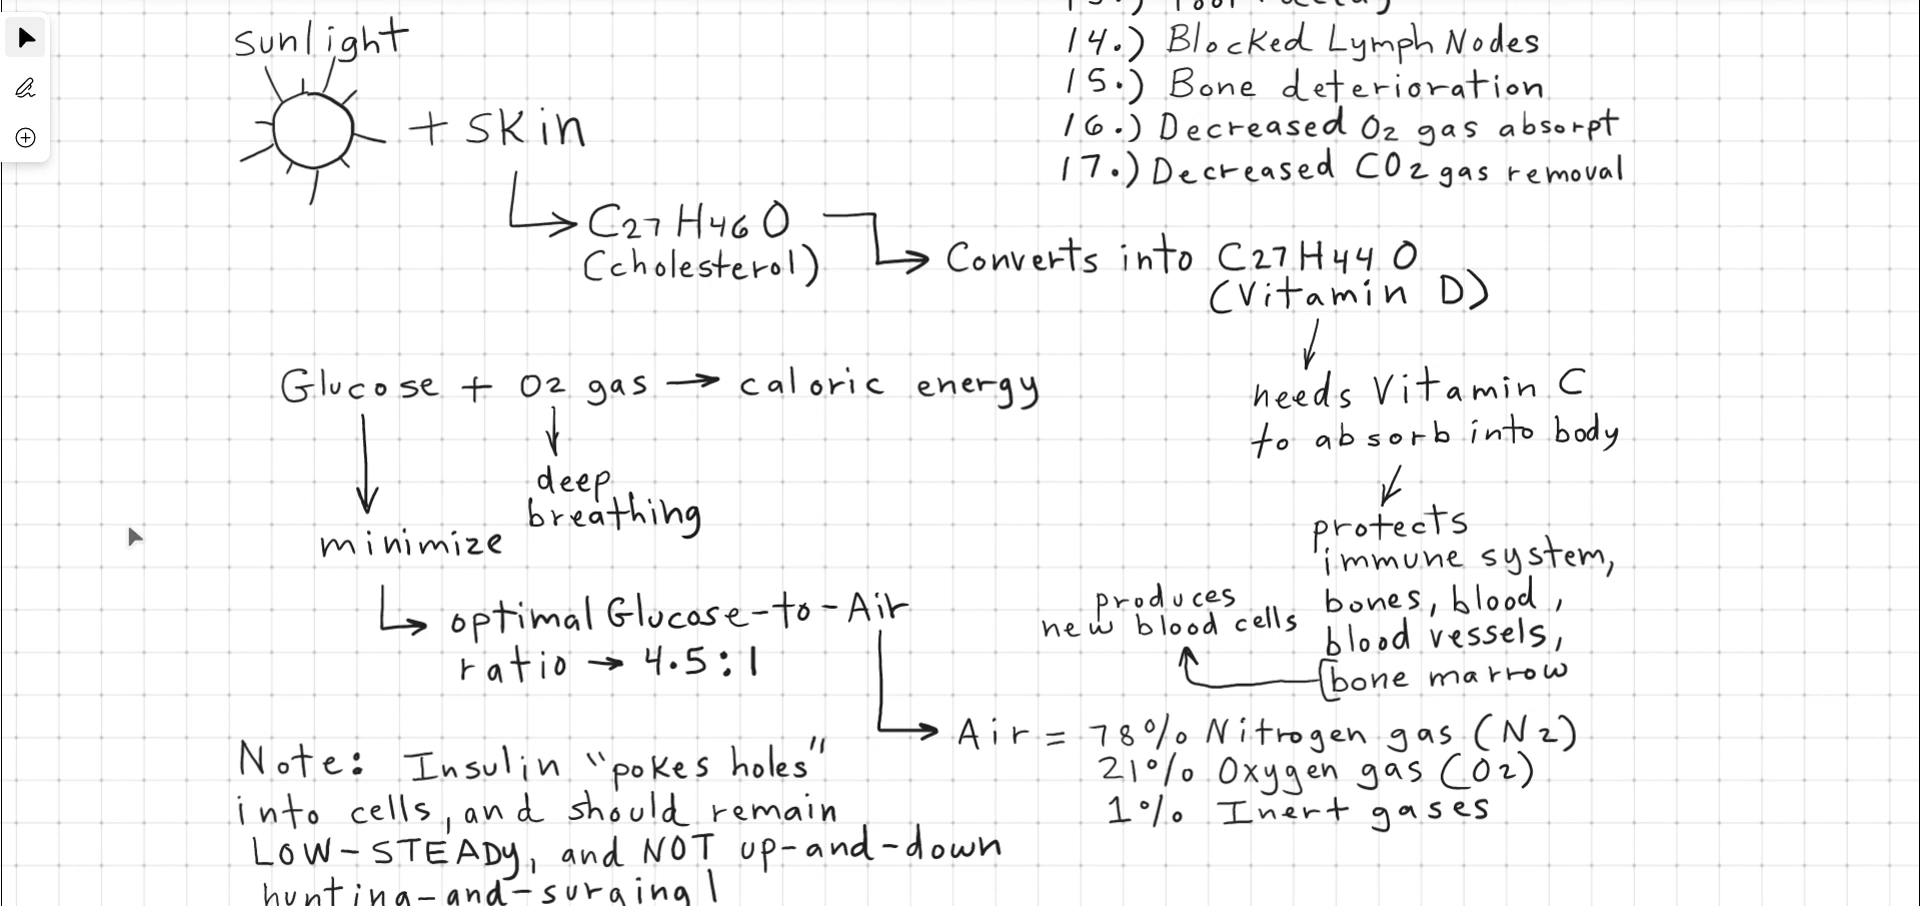 14.) Blocked Lymph Nodes
15.) Bone deterioration
16.) Decreased O2 gas absorpt
17.) Decreased CO2 gas removal
Sunlight
+ Skin
C27H46O
(cholesterol)
Converts into C27H44O
(Vitamin D)
needs Vitamin C
to absorb into body
protects
immune system,
bones, blood,
blood vessels,
bone marrow
produces
new blood cells
Glucose + O2 gas → caloric energy
deep
breathing
minimize
optimal Glucose-to-Air
ratio → 4.5:1
Air = 78% Nitrogen gas (N2)
21% Oxygen gas (O2)
1% Inert gases
Note: Insulin "pokes holes"
into cells, and should remain
LOW-STEADY, and NOT up-and-down
hunting-and-surging!